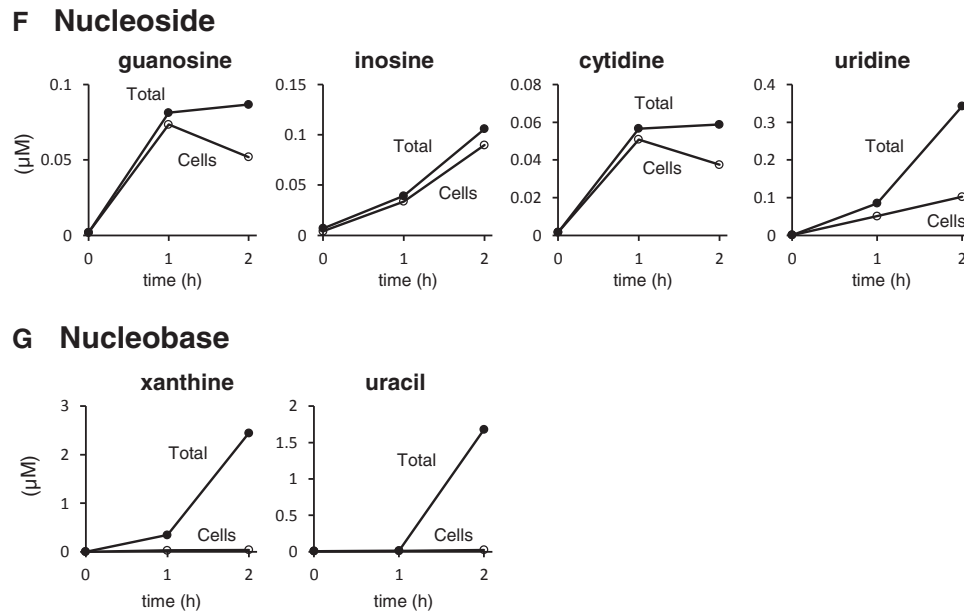 F Nucleoside
guanosine inosine cytidine uridine
0.1 0.15 0.08 0.4
Total
0.06 0.3
0.1 Total Total
Total
0.05 0.04 0.2
Cells Cells
0.05 Cells
0.02 0.1
Cells
(µM)
0 0 0 0
0 1 2 0 1 2 0 1 2 0 1 2
time (h) time (h) time (h) time (h)
G Nucleobase
xanthine uracil
3 2
Total 1.5
2 Total
1
1
Cells 0.5 Cells
(µM)
0 0
0 1 2 0 1 2
time (h) time (h)